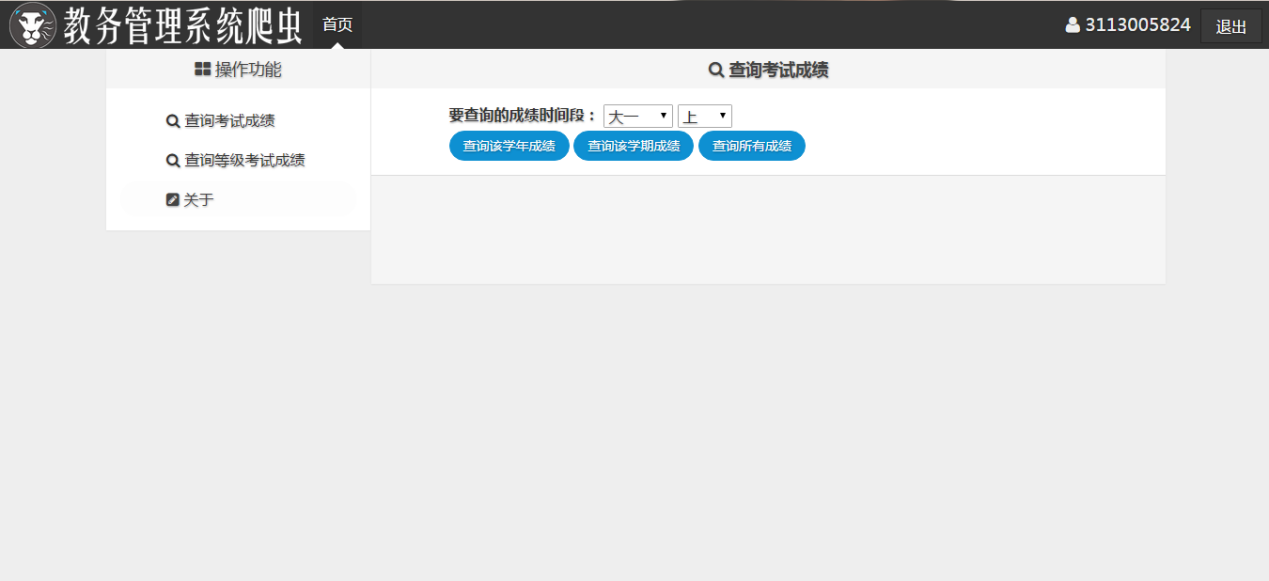 教务管理系统爬虫 首页 3113005824 退出
操作功能
查询考试成绩
查询等级考试成绩
关于
查询考试成绩
要查询的成绩时间段： 大一 上
查询该学年成绩 查询该学期成绩 查询所有成绩